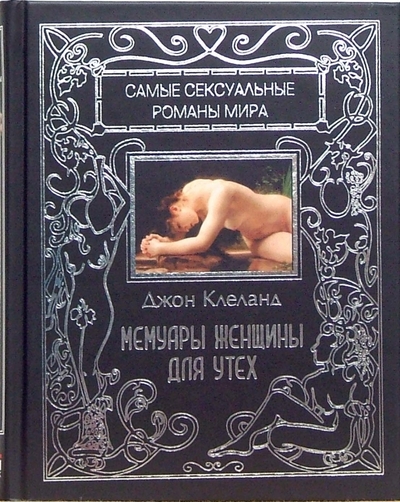 САМЫЕ СЕКСУАЛЬНЫЕ
РОМАНЫ МИРА
Джон Клеланд
МЕМУАРЫ ЖЕНЩИНЫ
ДЛЯ УТЕХ